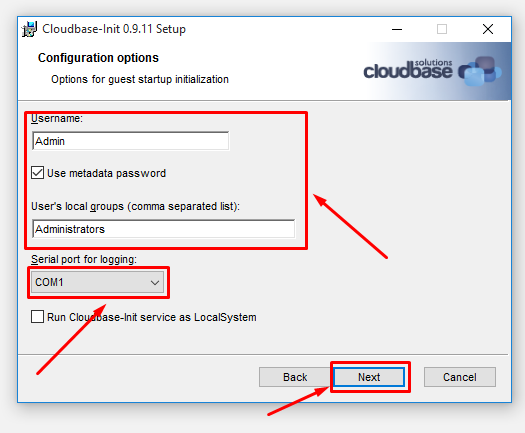 Cloudbase-Init 0.9.11 Setup
Configuration options
Options for guest startup initialization
solutions
cloudbase
Username:
Admin
Use metadata password
User's local groups (comma separated list):
Administrators
Serial port for logging:
COM1
Run Cloudbase-Init service as LocalSystem
Back
Next
Cancel